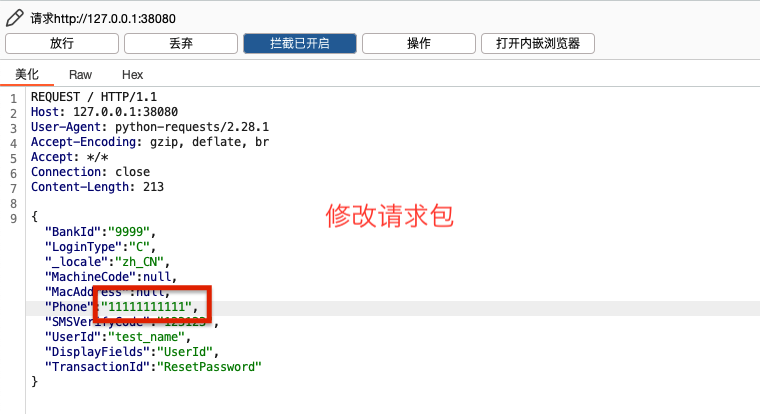 请求http://127.0.0.1:38080
放行 丢弃 拦截已开启 操作 打开内嵌浏览器
美化 Raw Hex
1 REQUEST / HTTP/1.1
2 Host: 127.0.0.1:38080
3 User-Agent: python-requests/2.28.1
4 Accept-Encoding: gzip, deflate, br
5 Accept: */*
6 Connection: close
7 Content-Length: 213
8
9 {
"BankId":"9999",
"LoginType":"C",
"_locale":"zh_CN",
"MachineCode":null,
"MacAddress":null,
"Phone":"11111111111",
"SMSVerifyCode":"123123",
"UserId":"test_name",
"DisplayFields":"UserId",
"TransactionId":"ResetPassword"
}
修改请求包